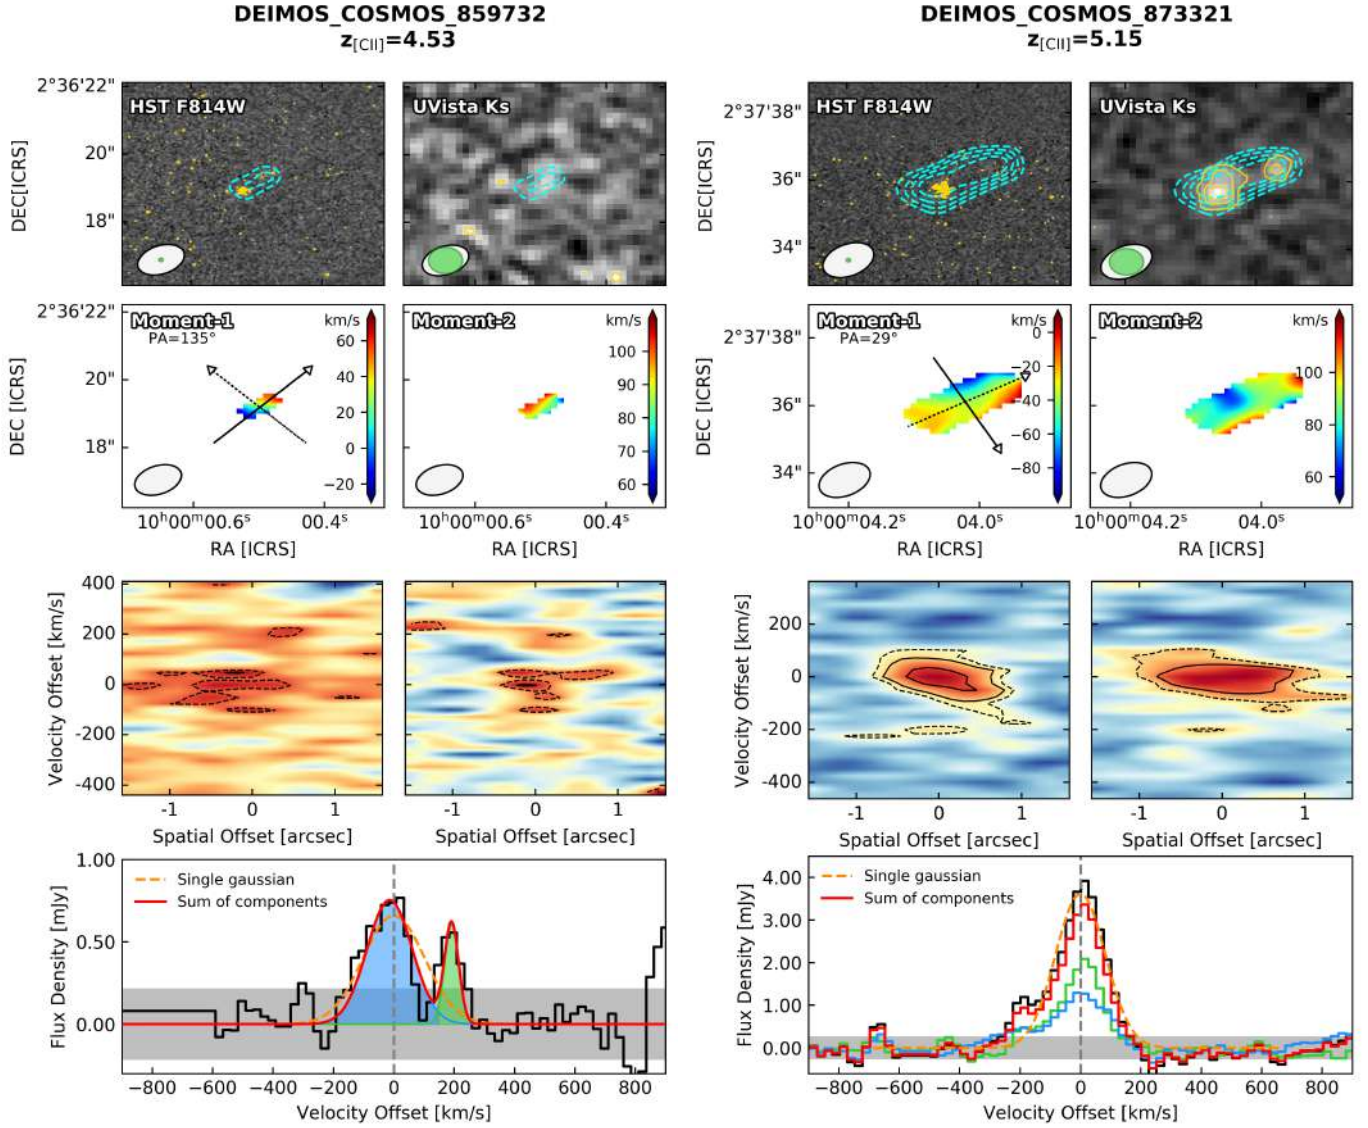 DEIMOS_COSMOS_859732
z[CII]=4.53
DEIMOS_COSMOS_873321
z[CII]=5.15
2°36'22"
20"
18"
DEC[ICRS]
HST F814W
UVista Ks
2°37'38"
36"
34"
DEC[ICRS]
HST F814W
UVista Ks
2°36'22"
20"
18"
DEC [ICRS]
Moment-1
PA=135°
km/s
60
40
20
0
−20
Moment-2
km/s
100
90
80
70
60
10h00m00.6s
00.4s
10h00m00.6s
00.4s
RA [ICRS]
RA [ICRS]
2°37'38"
36"
34"
DEC [ICRS]
Moment-1
PA=29°
km/s
0
−20
−40
−60
−80
Moment-2
km/s
100
80
60
10h00m04.2s
04.0s
10h00m04.2s
04.0s
RA [ICRS]
RA [ICRS]
400
200
0
-200
-400
Velocity Offset [km/s]
-1
0
1
-1
0
1
Spatial Offset [arcsec]
Spatial Offset [arcsec]
200
0
-200
-400
Velocity Offset [km/s]
-1
0
1
-1
0
1
Spatial Offset [arcsec]
Spatial Offset [arcsec]
1.00
0.50
0.00
Flux Density [mJy]
Single gaussian
Sum of components
−800
−600
−400
−200
0
200
400
600
800
Velocity Offset [km/s]
4.00
3.00
2.00
1.00
0.00
Flux Density [mJy]
Single gaussian
Sum of components
−800
−600
−400
−200
0
200
400
600
800
Velocity Offset [km/s]